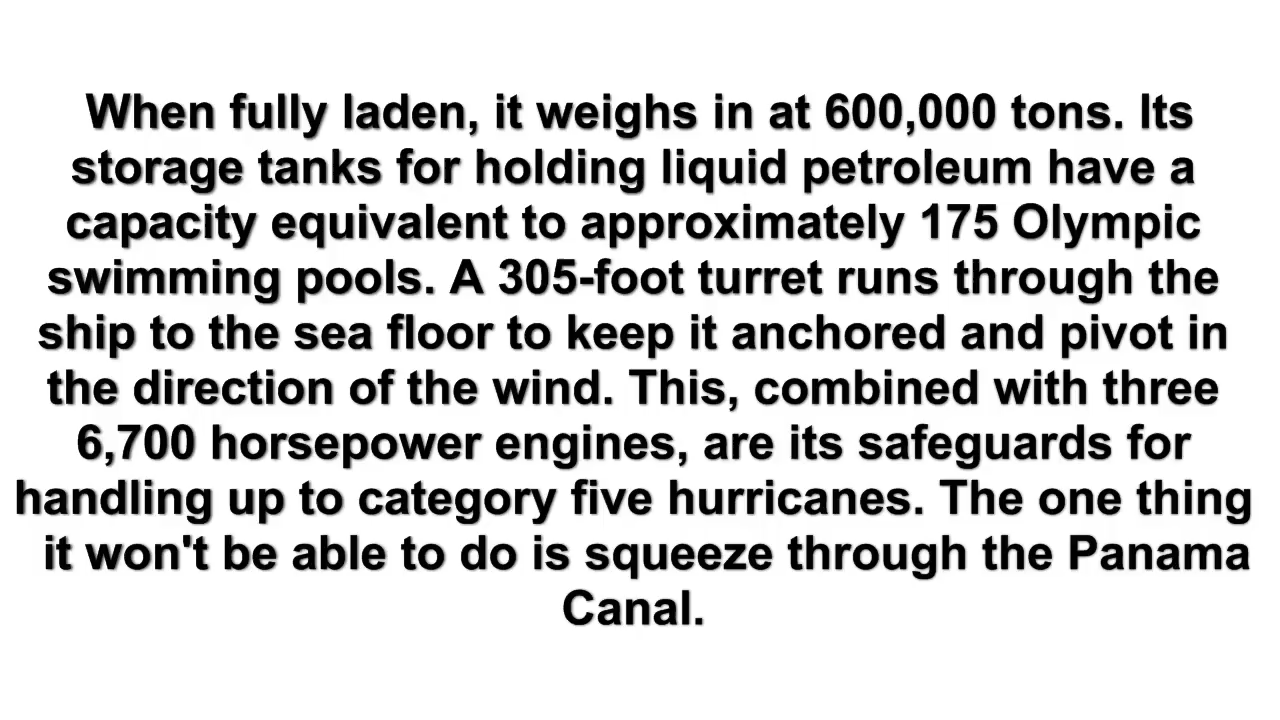 When fully laden, it weighs in at 600,000 tons. Its
storage tanks for holding liquid petroleum have a
capacity equivalent to approximately 175 Olympic
swimming pools. A 305-foot turret runs through the
ship to the sea floor to keep it anchored and pivot in
the direction of the wind. This, combined with three
6,700 horsepower engines, are its safeguards for
handling up to category five hurricanes. The one thing
it won't be able to do is squeeze through the Panama
Canal.